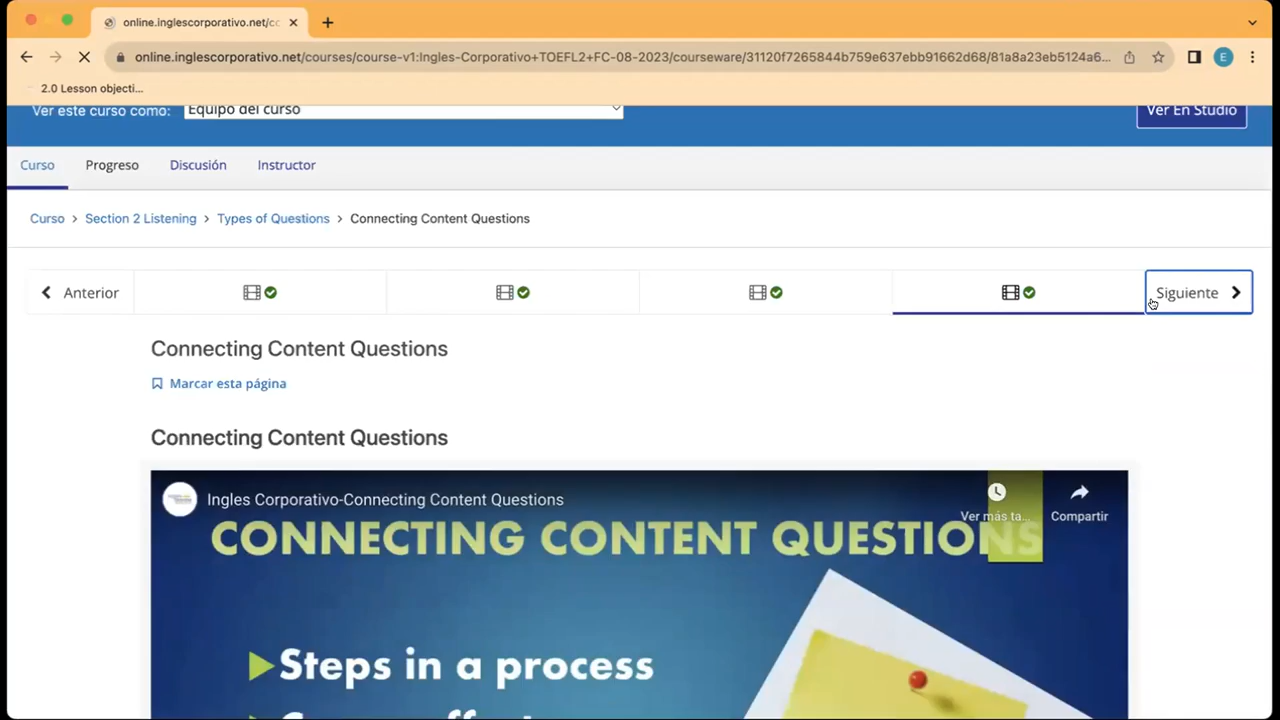 online.inglescorporativo.net/cc
online.inglescorporativo.net/courses/course-v1:Ingles-Corporativo+TOEFL2+FC-08-2023/courseware/31120f7265844b759e637ebb91662d68/81a8a23eb5124a6...
E
2.0 Lesson objecti...
Ver este curso como:
Equipo del curso
Ver En Studio
Curso
Progreso
Discusión
Instructor
Curso > Section 2 Listening > Types of Questions > Connecting Content Questions
Anterior
Siguiente
Connecting Content Questions
Marcar esta página
Connecting Content Questions
Ingles Corporativo-Connecting Content Questions
Ver más ta...
Compartir
CONNECTING CONTENT QUESTIONS
Steps in a process